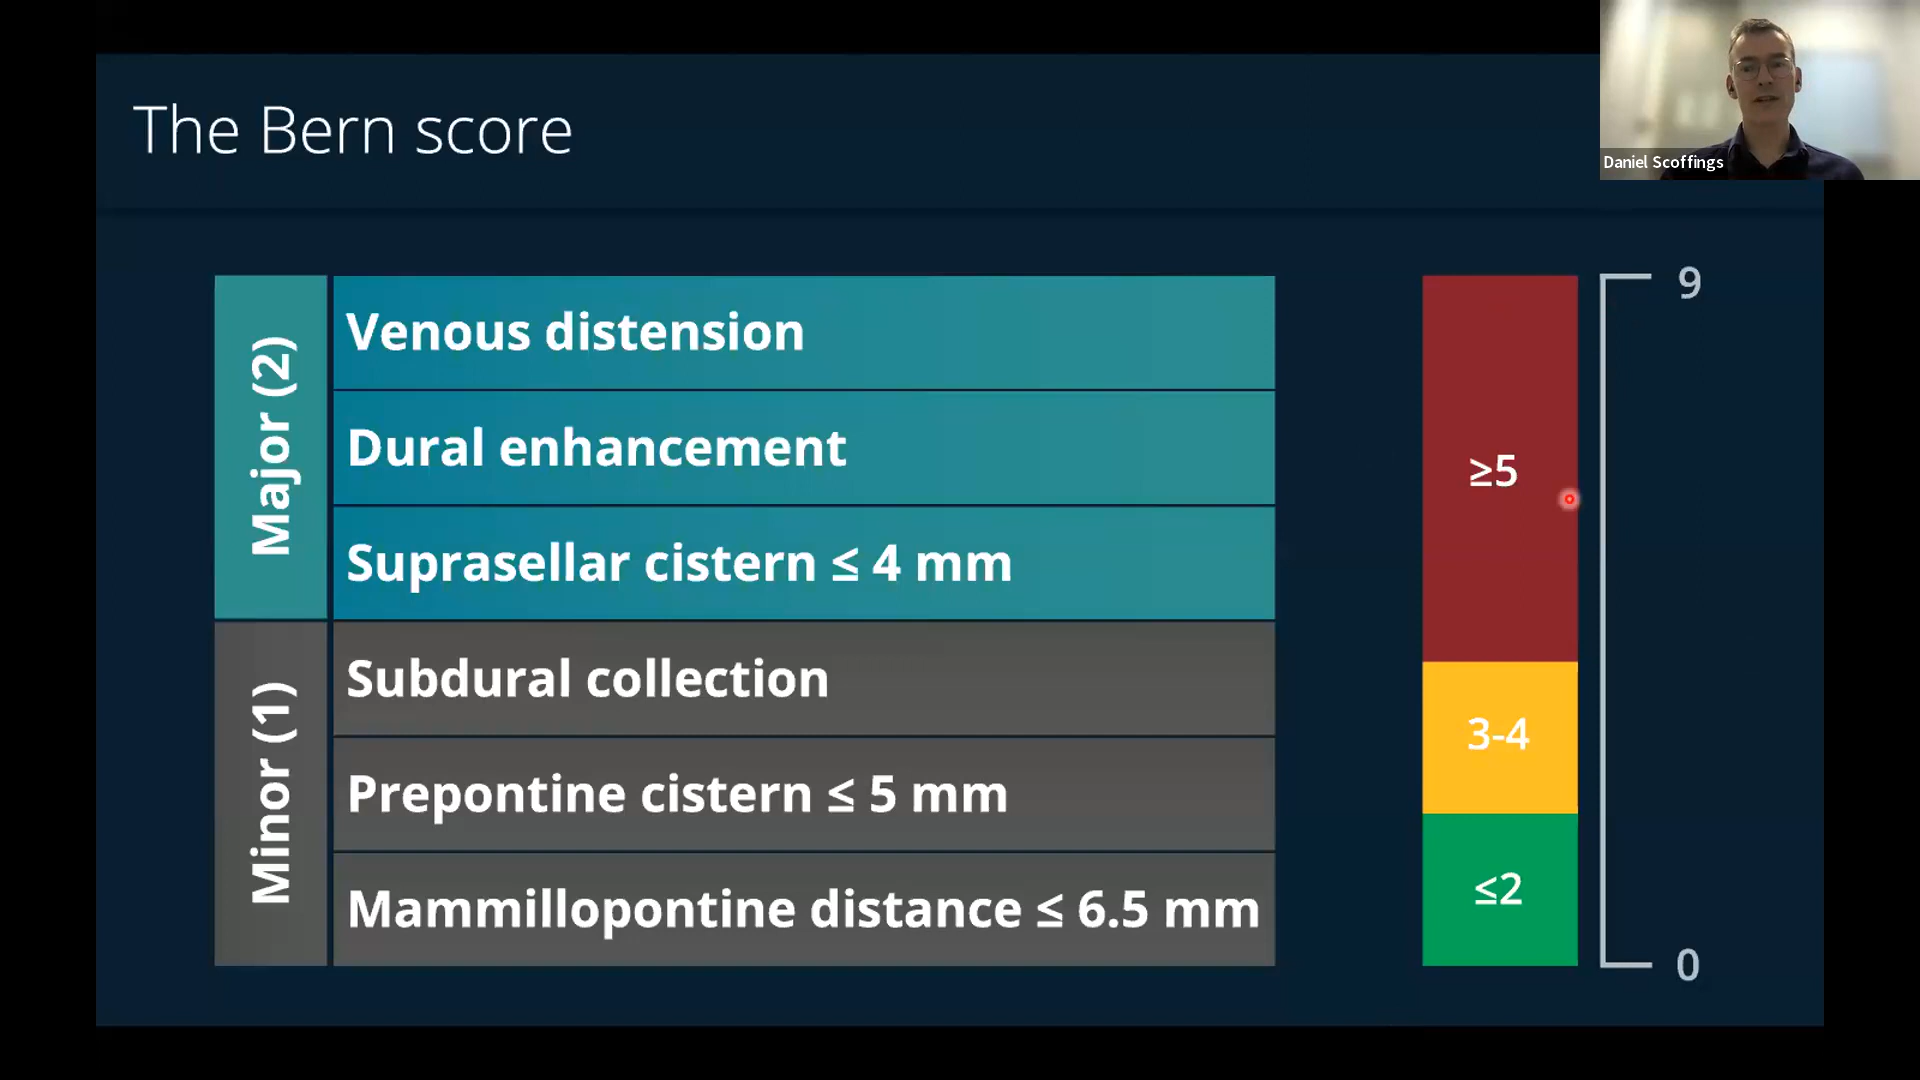 The Bern score
Daniel Scoffings
Major (2)
Venous distension
Dural enhancement
Suprasellar cistern ≤ 4 mm
Minor (1)
Subdural collection
Prepontine cistern ≤ 5 mm
Mammillopontine distance ≤ 6.5 mm
≥5
3-4
≤2
9
0